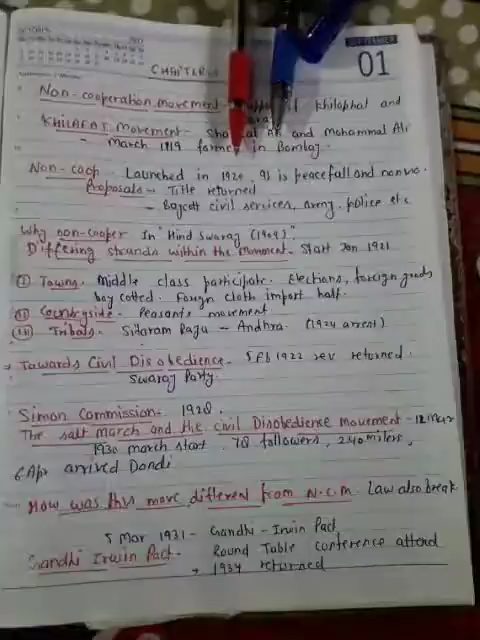 SEPTEMBER
01
CHAPTER
Non-cooperation movement - Khilaphat and
KHILAFAT Movement - Ali and Mohammal Ali
- March 1919 formed in Bombay.
Non-coop - Launched in 1920, is peacefull and nonvio.
Proposals - Title returned
- Boycott civil services, army, police etc
Why non-cooper In "Hind Swaraj (1909)"
Differing strands within the movement. Start Jan 1921
(I) Towns. Middle class participate. Elections, foreign goods
boycotted. Foreign cloth import half.
(II) Countryside - Peasants movement
(III) Tribals - Sitaram Raju - Andhra. (1924 arrest)
→ Towards Civil Disobedience - 5 Feb 1922 returned.
Swaraj Party.
Simon Commission - 1928.
The salt march and the civil Disobedience movement - 12 Mar
1930 march start, 78 followers, 240 miles,
6 Apr arrived Dandi
How was this move different from N.C.M. Law also break
5 Mar 1931 - Gandhi - Irwin Pact
Gandhi Irwin Pact. Round Table conference attend
→ 1934 returned